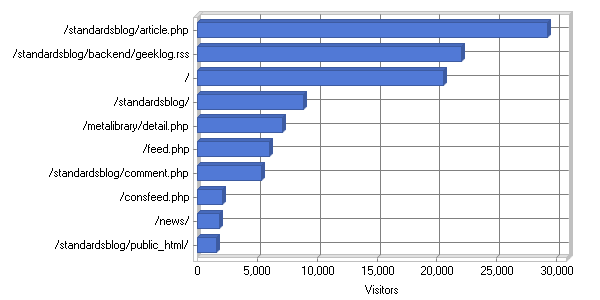 /standardsblog/article.php
/standardsblog/backend/geeklog.rss
/
/standardsblog/
/metalibrary/detail.php
/feed.php
/standardsblog/comment.php
/consfeed.php
/news/
/standardsblog/public_html/
0 5,000 10,000 15,000 20,000 25,000 30,000
Visitors